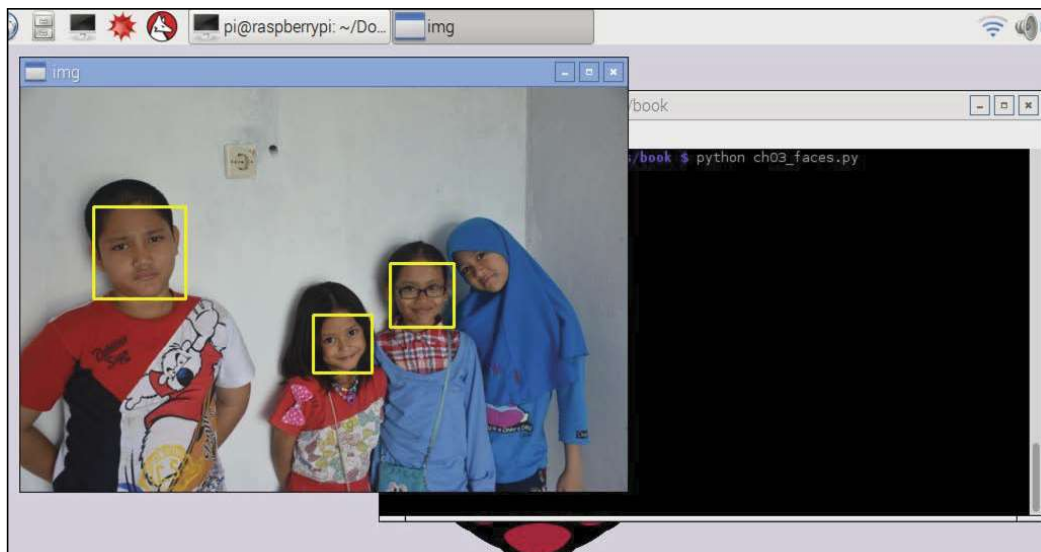 pi@raspberrypi: ~/Do...
img
img
/book
/book $ python ch03_faces.py